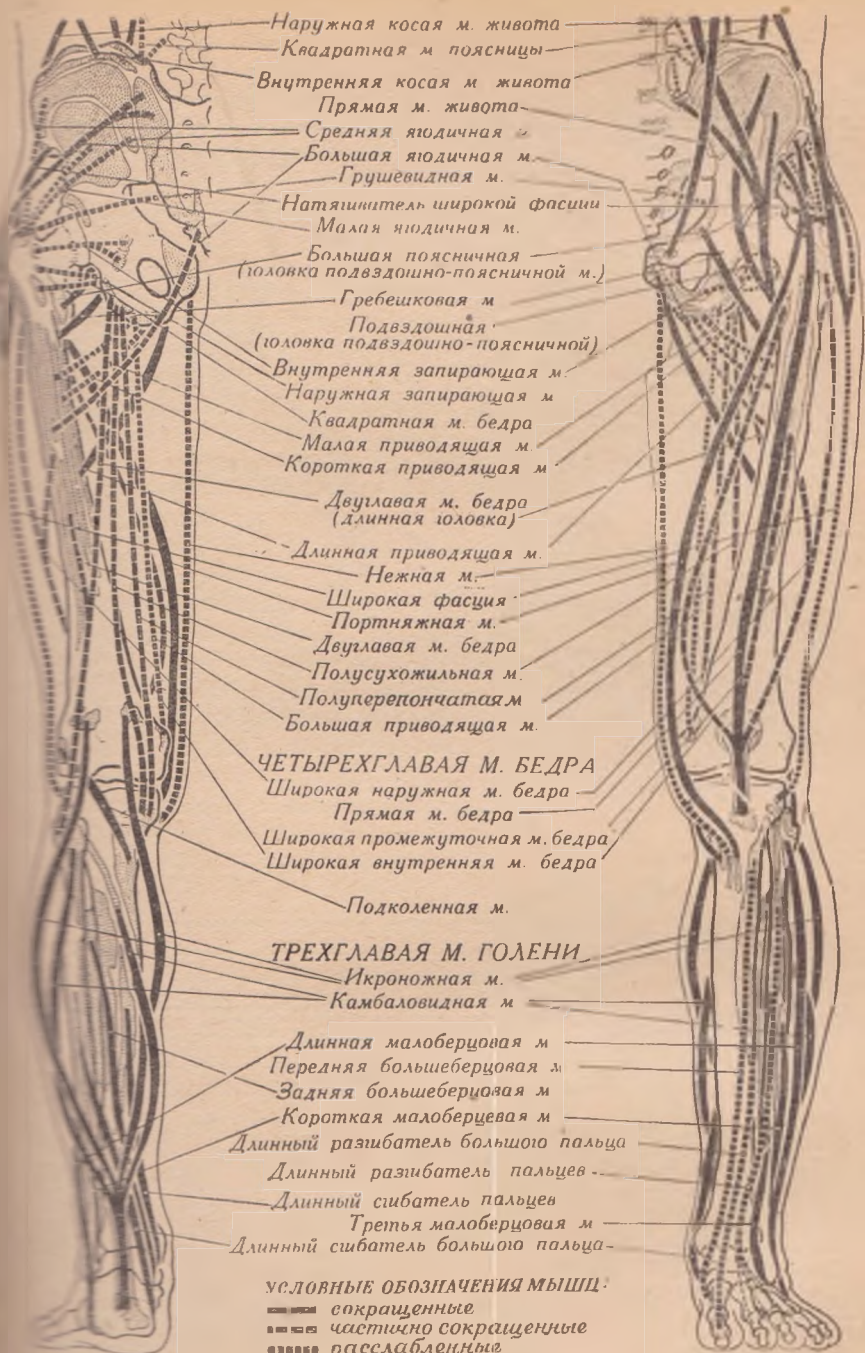 Наружная косая м. живота
Квадратная м поясницы
Внутренняя косая м живота
Прямая м. живота
Средняя ягодичная
Большая ягодичная м.
Грушевидная м.
Натягиватель широкой фасции
Малая ягодичная м.
Большая поясничная
(головка подвздошно-поясничной м.)
Гребешковая м
Подвздошная
(головка подвздошно-поясничной)
Внутренняя запирающая м.
Наружная запирающая м
Квадратная м. бедра
Малая приводящая м
Короткая приводящая м
Двуглавая м. бедра
(длинная головка)
Длинная приводящая м.
Нежная м.
Широкая фасция
Портняжная м.
Двуглавая м. бедра
Полусухожильная м.
Полуперепончатая м
Большая приводящая м.
ЧЕТЫРЕХГЛАВАЯ М. БЕДРА
Широкая наружная м. бедра
Прямая м. бедра
Широкая промежуточная м. бедра
Широкая внутренняя м. бедра
Подколенная м.
ТРЕХГЛАВАЯ М. ГОЛЕНИ
Икроножная м.
Камбаловидная м
Длинная малоберцовая м
Передняя большеберцовая м
Задняя большеберцовая м
Короткая малоберцевая м
Длинный разгибатель большого пальца
Длинный разгибатель пальцев
Длинный сгибатель пальцев
Третья малоберцовая м
Длинный сгибатель большого пальца
УСЛОВНЫЕ ОБОЗНАЧЕНИЯ МЫШЦ:
сокращенные
частично сокращенные
расслабленные